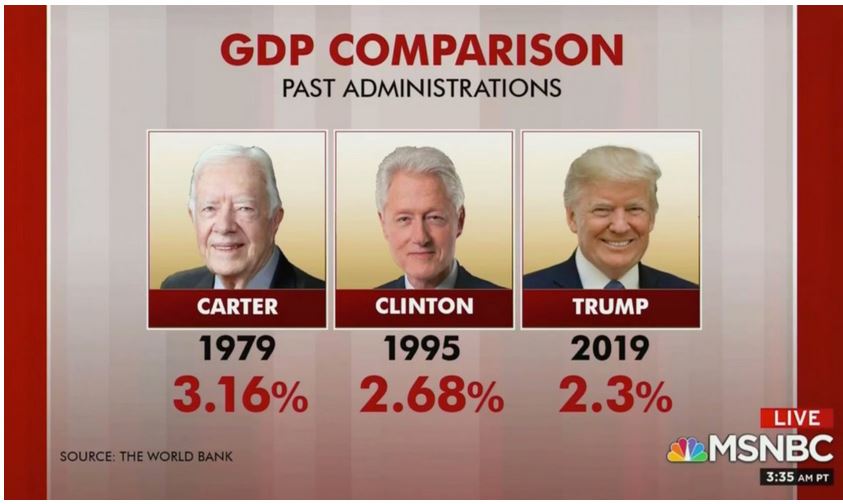 GDP COMPARISON
PAST ADMINISTRATIONS
CARTER
1979
3.16%
CLINTON
1995
2.68%
TRUMP
2019
2.3%
SOURCE: THE WORLD BANK
LIVE
MSNBC
3:35 AM PT